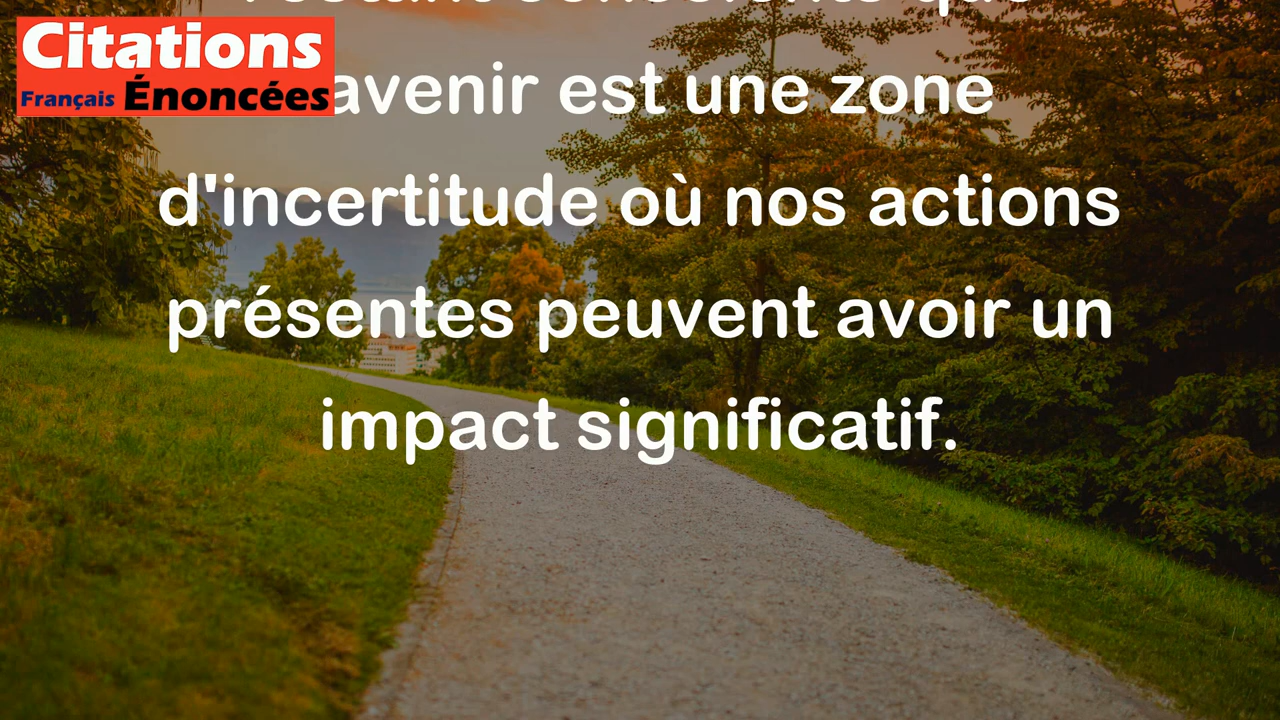 Citations
Français Énoncées
avenir est une zone
d'incertitude où nos actions
présentes peuvent avoir un
impact significatif.